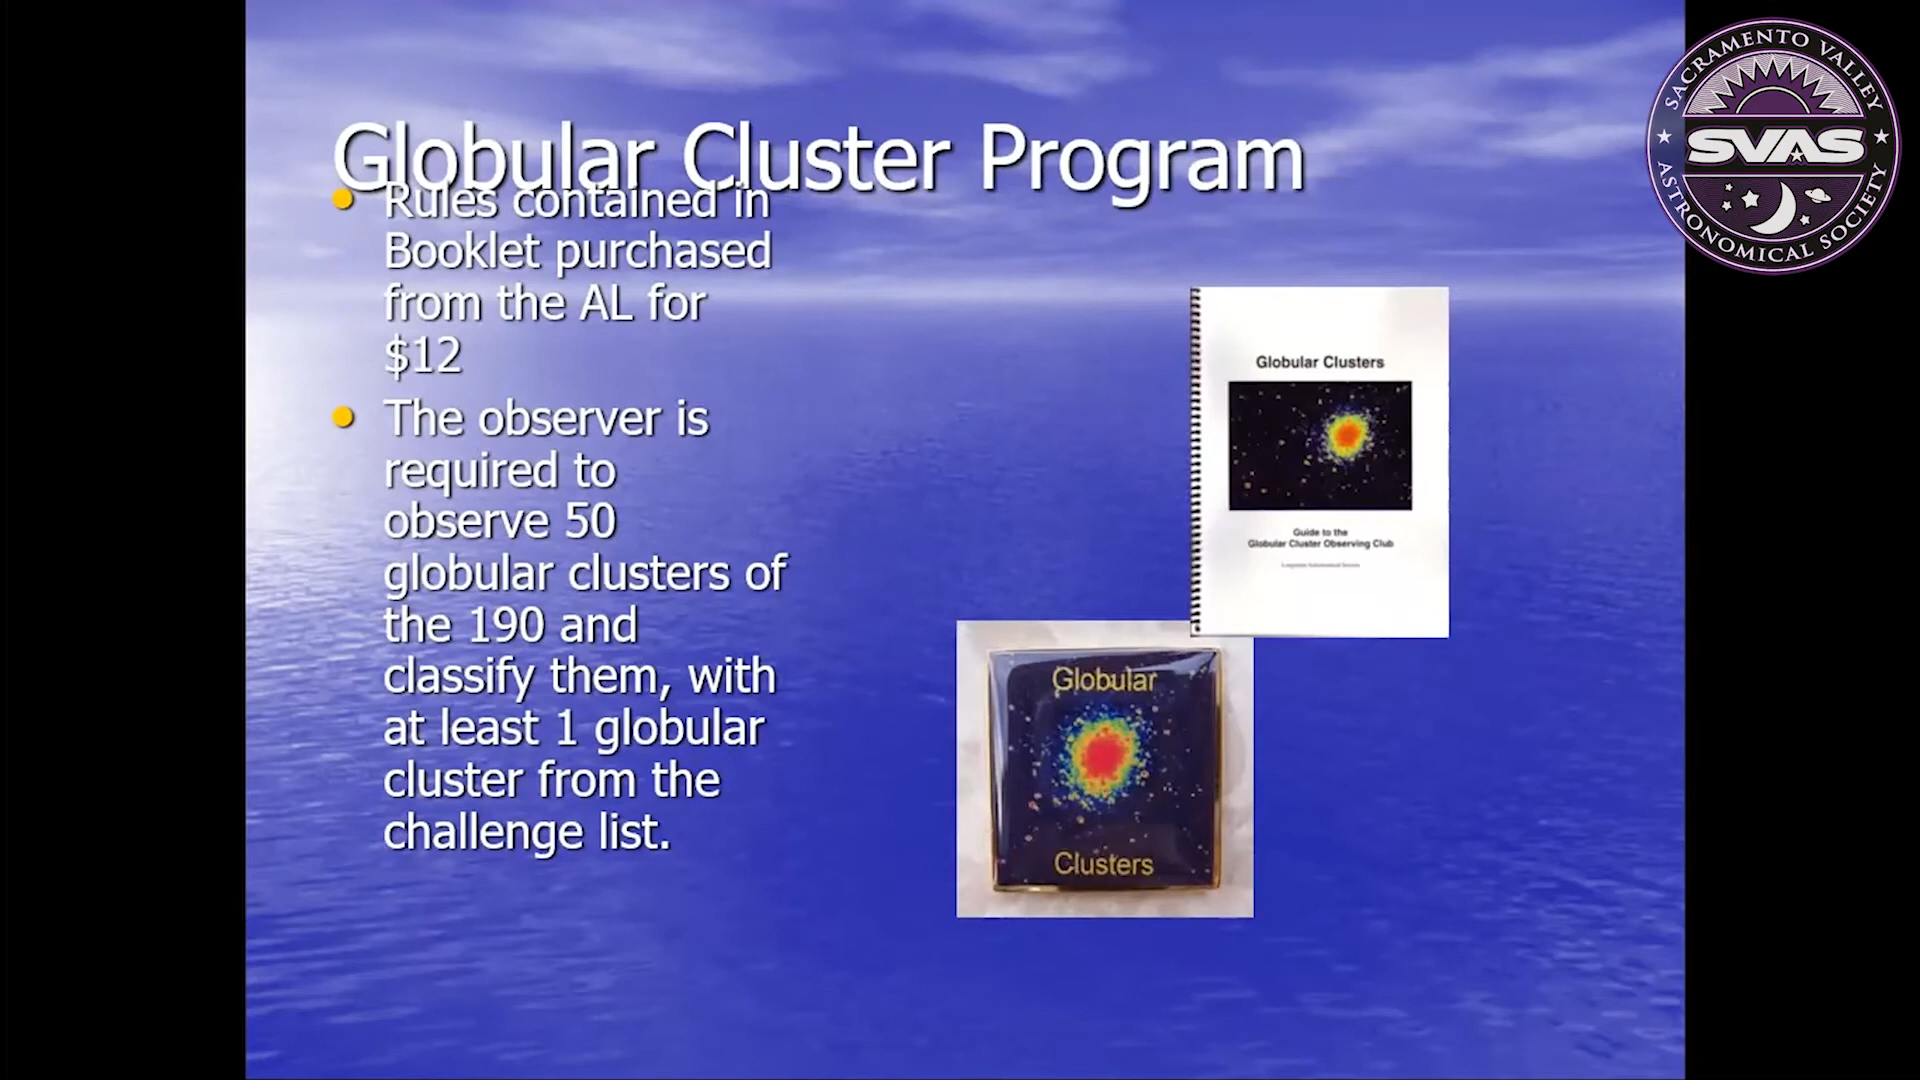 Globular Cluster Program
Rules contained in
Booklet purchased
from the AL for
$12
The observer is
required to
observe 50
globular clusters of
the 190 and
classify them, with
at least 1 globular
cluster from the
challenge list.
Globular Clusters
Guide to the
Globular Cluster Observing Club
Globular
Clusters
SACRAMENTO VALLEY
SVAS
ASTRONOMICAL SOCIETY